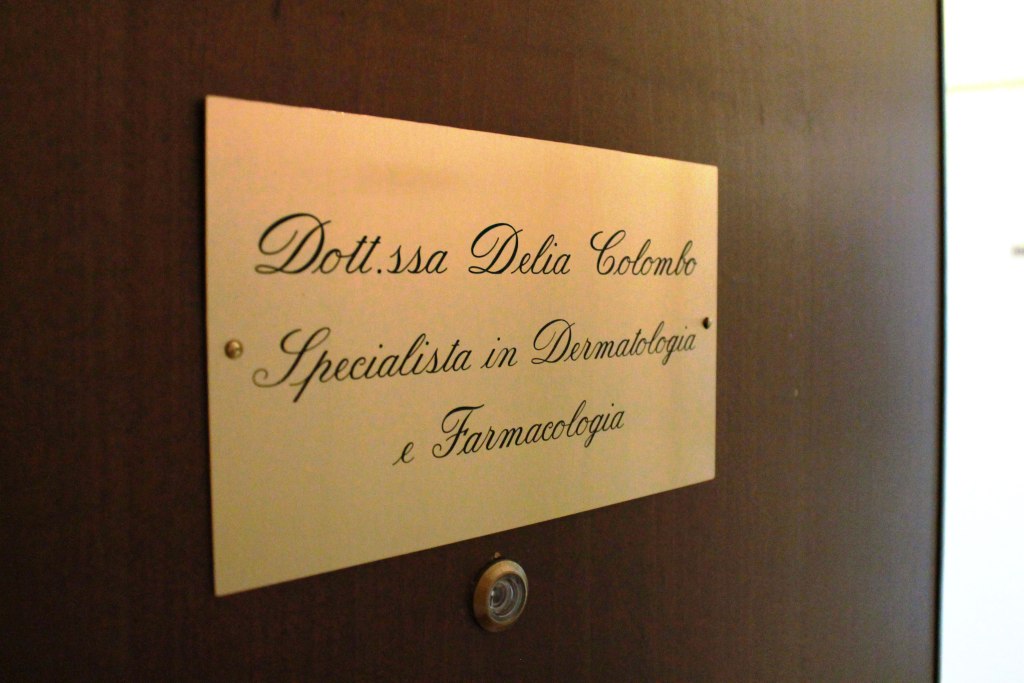 Dott.ssa Delia Colombo
Specialista in Dermatologia
e Farmacologia